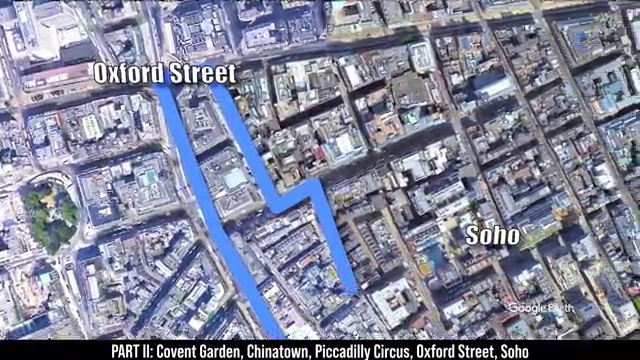 Oxford Street
Soho
Google Earth
PART II: Covent Garden, Chinatown, Piccadilly Circus, Oxford Street, Soho